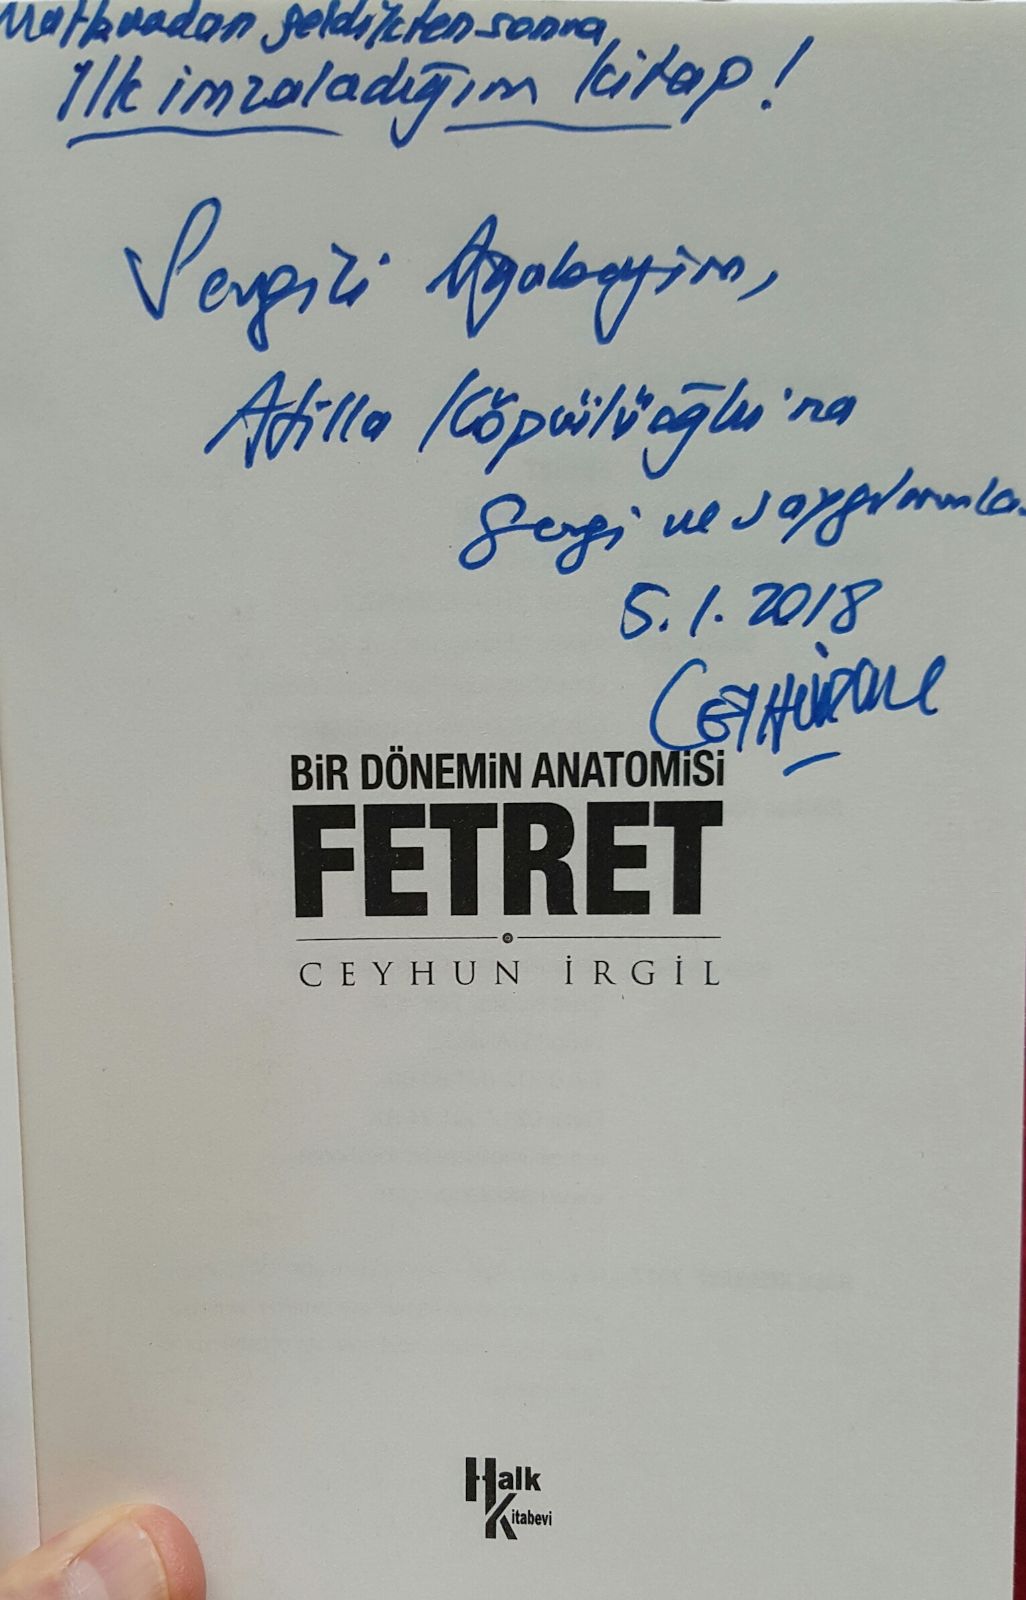 Matbaadan geldikten sonra
İlk imzaladığım kitap!
Sevgili Ağabeyim,
Atilla Köprülüoğlu'na
Sevgi ve saygılarımla
5.1.2018
BİR DÖNEMİN ANATOMİSİ
FETRET
CEYHUN İRGİL
Halk
Kitabevi